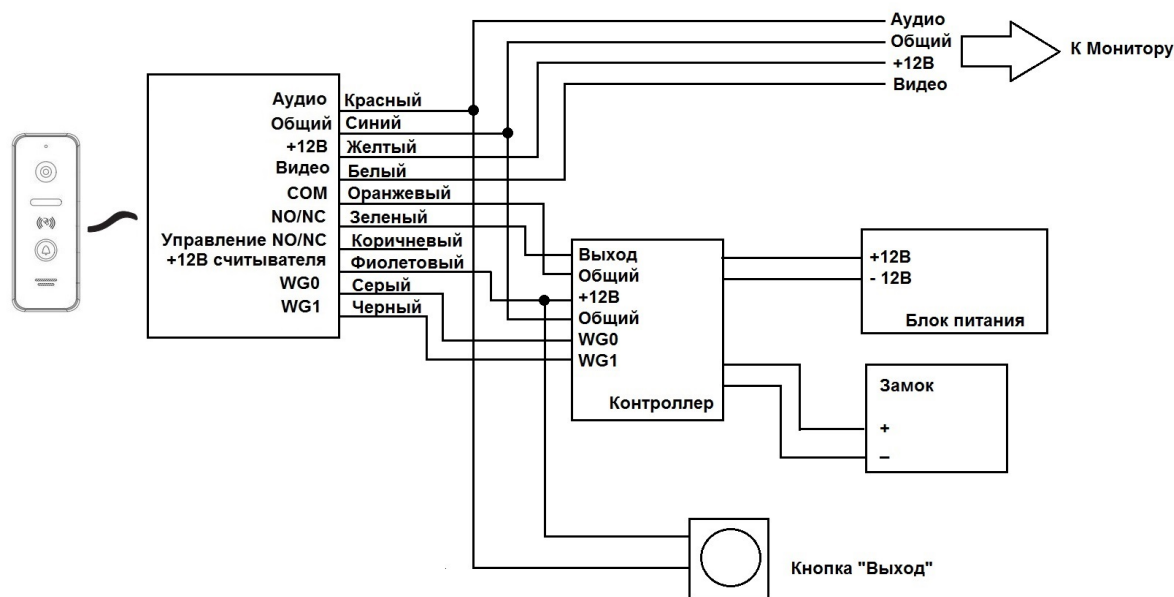 Аудио
Общий
+12В
Видео
К Монитору
Аудио Красный
Общий Синий
+12В Желтый
Видео Белый
COM Оранжевый
NO/NC Зеленый
Управление NO/NC Коричневый
+12В считывателя Фиолетовый
WG0 Серый
WG1 Черный
Выход
Общий
+12В
Общий
WG0
WG1
Контроллер
+12В
- 12В
Блок питания
Замок
+
–
Кнопка "Выход"